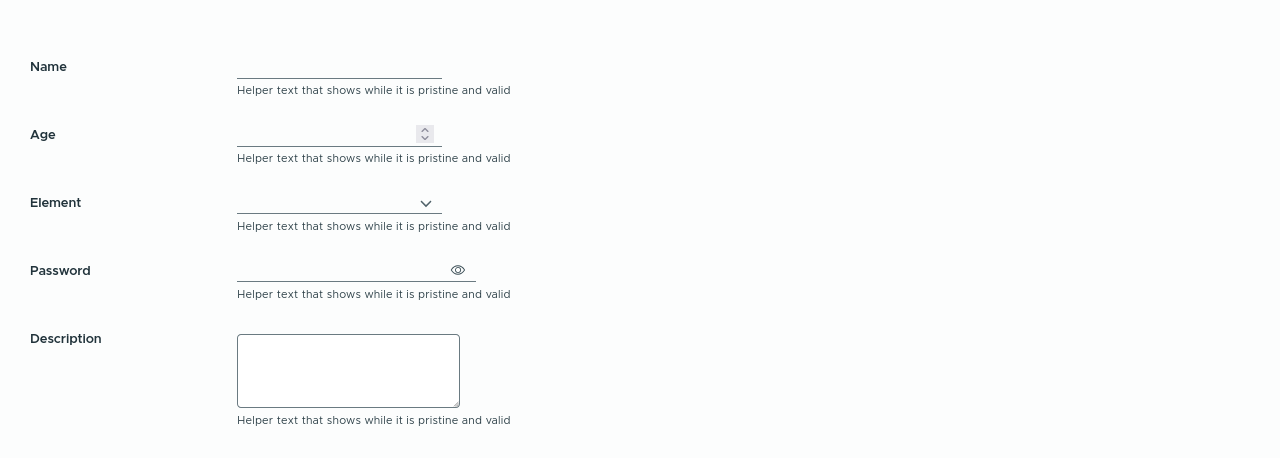 Name
Helper text that shows while it is pristine and valid
Age
Helper text that shows while it is pristine and valid
Element
Helper text that shows while it is pristine and valid
Password
Helper text that shows while it is pristine and valid
Description
Helper text that shows while it is pristine and valid